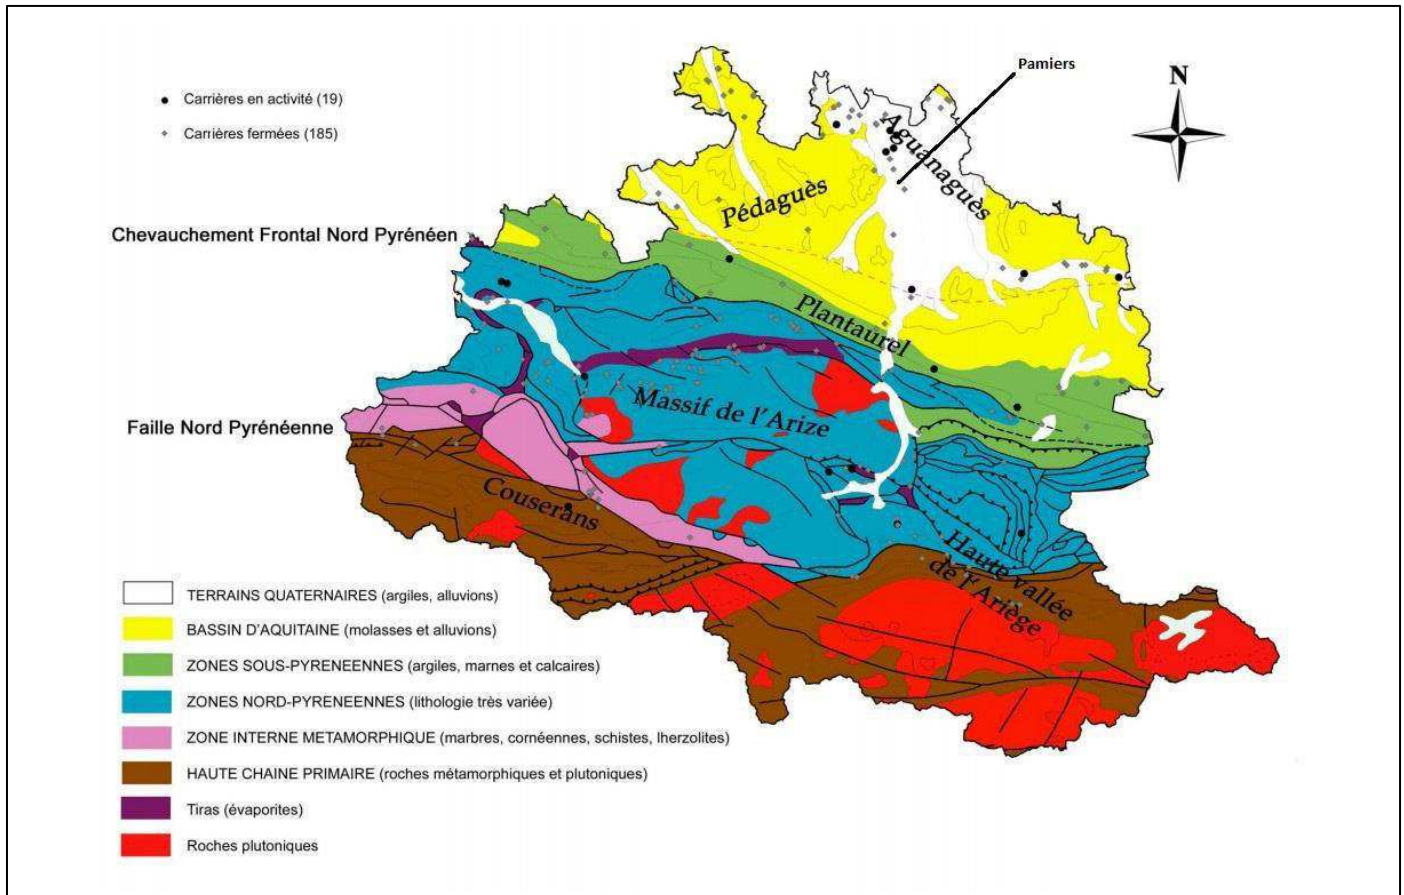 Pamiers
N
Carrières en activité (19)
Carrières fermées (185)
Aguanaguès
Pédaguès
Chevauchement Frontal Nord Pyrénéen
Plantaurel
Massif de l'Arize
Faille Nord Pyrénéenne
Couserans
Haute vallée
de l'Ariège
TERRAINS QUATERNAIRES (argiles, alluvions)
BASSIN D'AQUITAINE (molasses et alluvions)
ZONES SOUS-PYRENEENNES (argiles, marnes et calcaires)
ZONES NORD-PYRENEENNES (lithologie très variée)
ZONE INTERNE METAMORPHIQUE (marbres, cornéennes, schistes, lherzolites)
HAUTE CHAINE PRIMAIRE (roches métamorphiques et plutoniques)
Tiras (évaporites)
Roches plutoniques